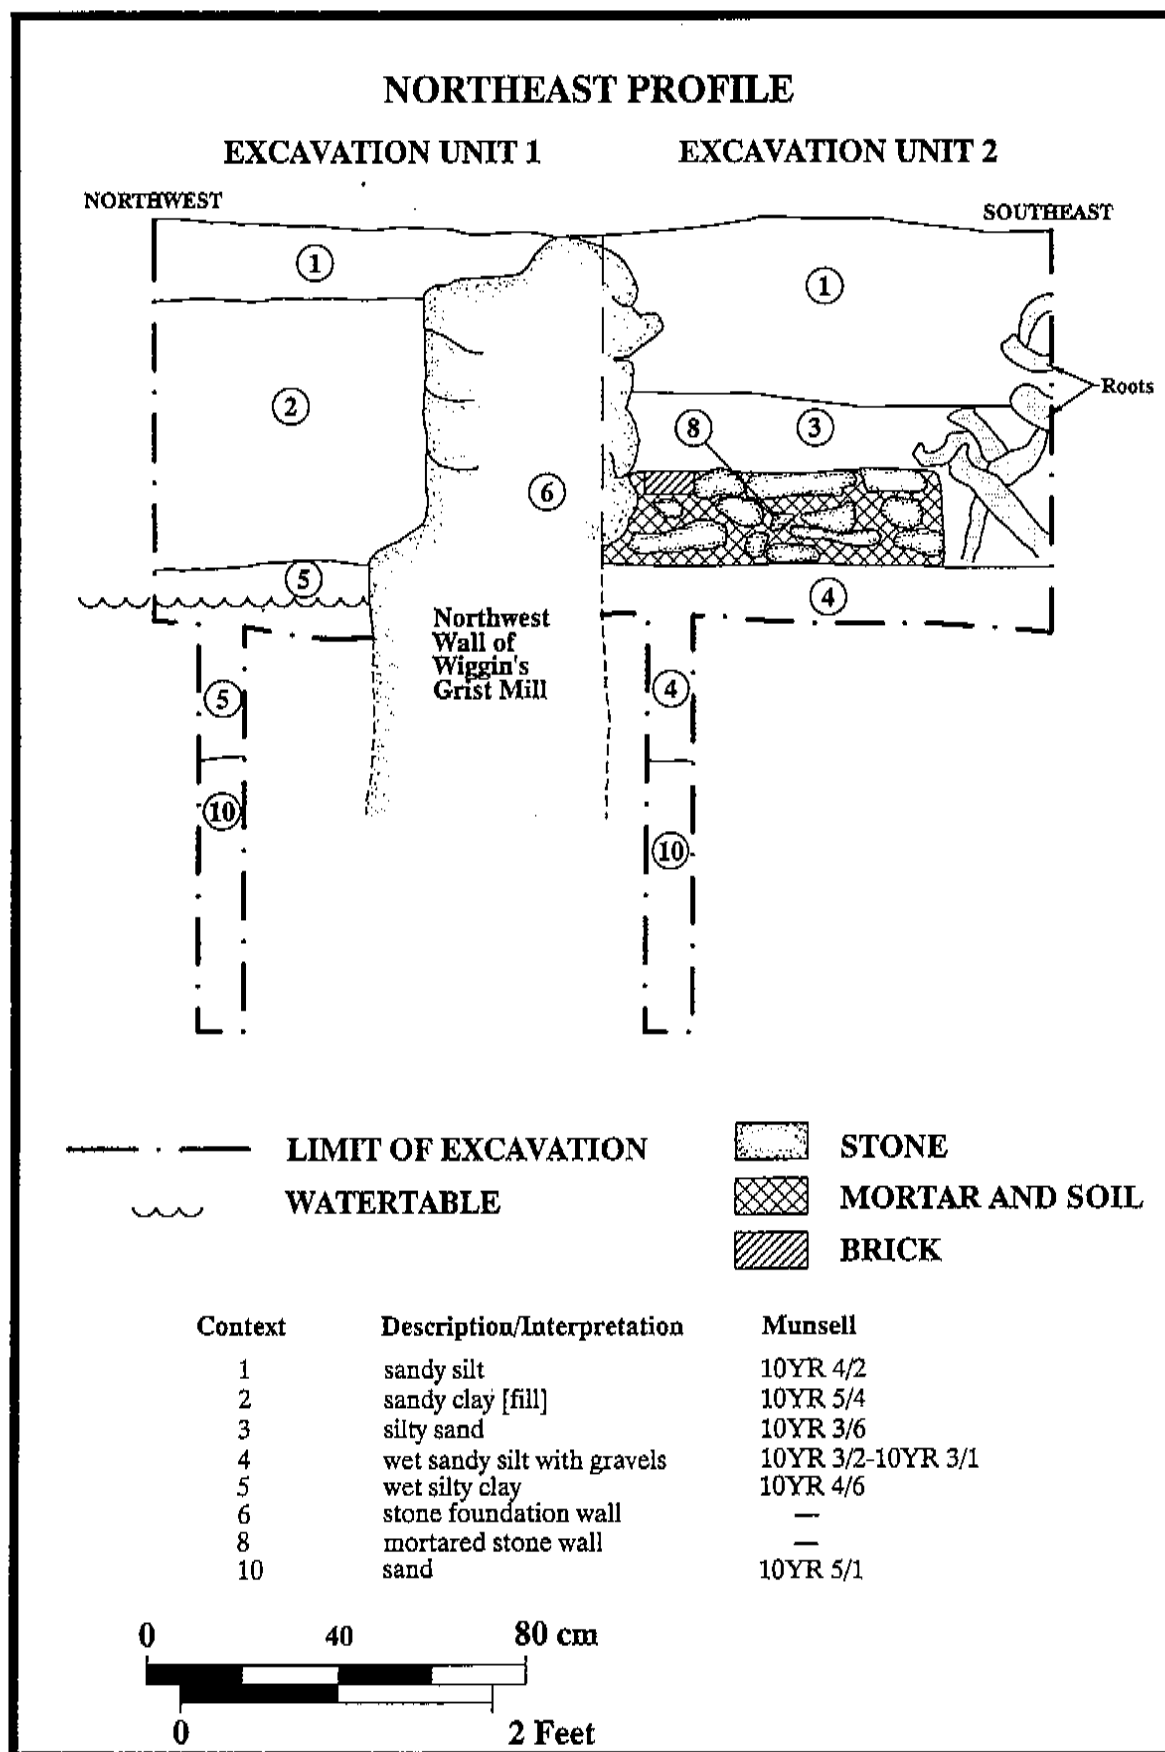 NORTHEAST PROFILE
EXCAVATION UNIT 1
EXCAVATION UNIT 2
NORTHWEST
SOUTHEAST
1
1
Roots
2
8
3
6
5
4
Northwest
Wall of
Wiggin's
Grist Mill
5
4
10
10
LIMIT OF EXCAVATION
WATERTABLE
STONE
MORTAR AND SOIL
BRICK
Context Description/Interpretation Munsell
1 sandy silt 10YR 4/2
2 sandy clay [fill] 10YR 5/4
3 silty sand 10YR 3/6
4 wet sandy silt with gravels 10YR 3/2-10YR 3/1
5 wet silty clay 10YR 4/6
6 stone foundation wall —
8 mortared stone wall —
10 sand 10YR 5/1
0 40 80 cm
0 2 Feet